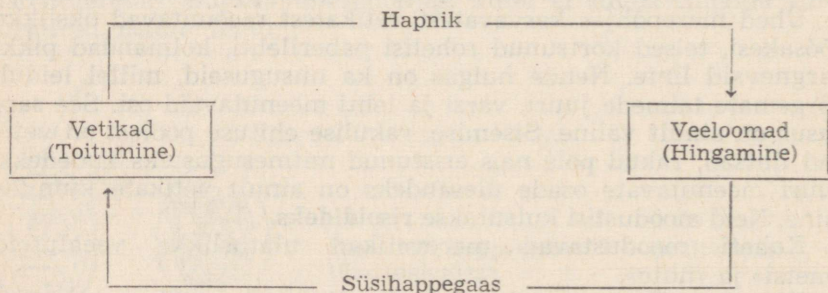 Hapnik
Vetikad
(Toitumine)
Veeloomad
(Hingamine)
Süsihappegaas